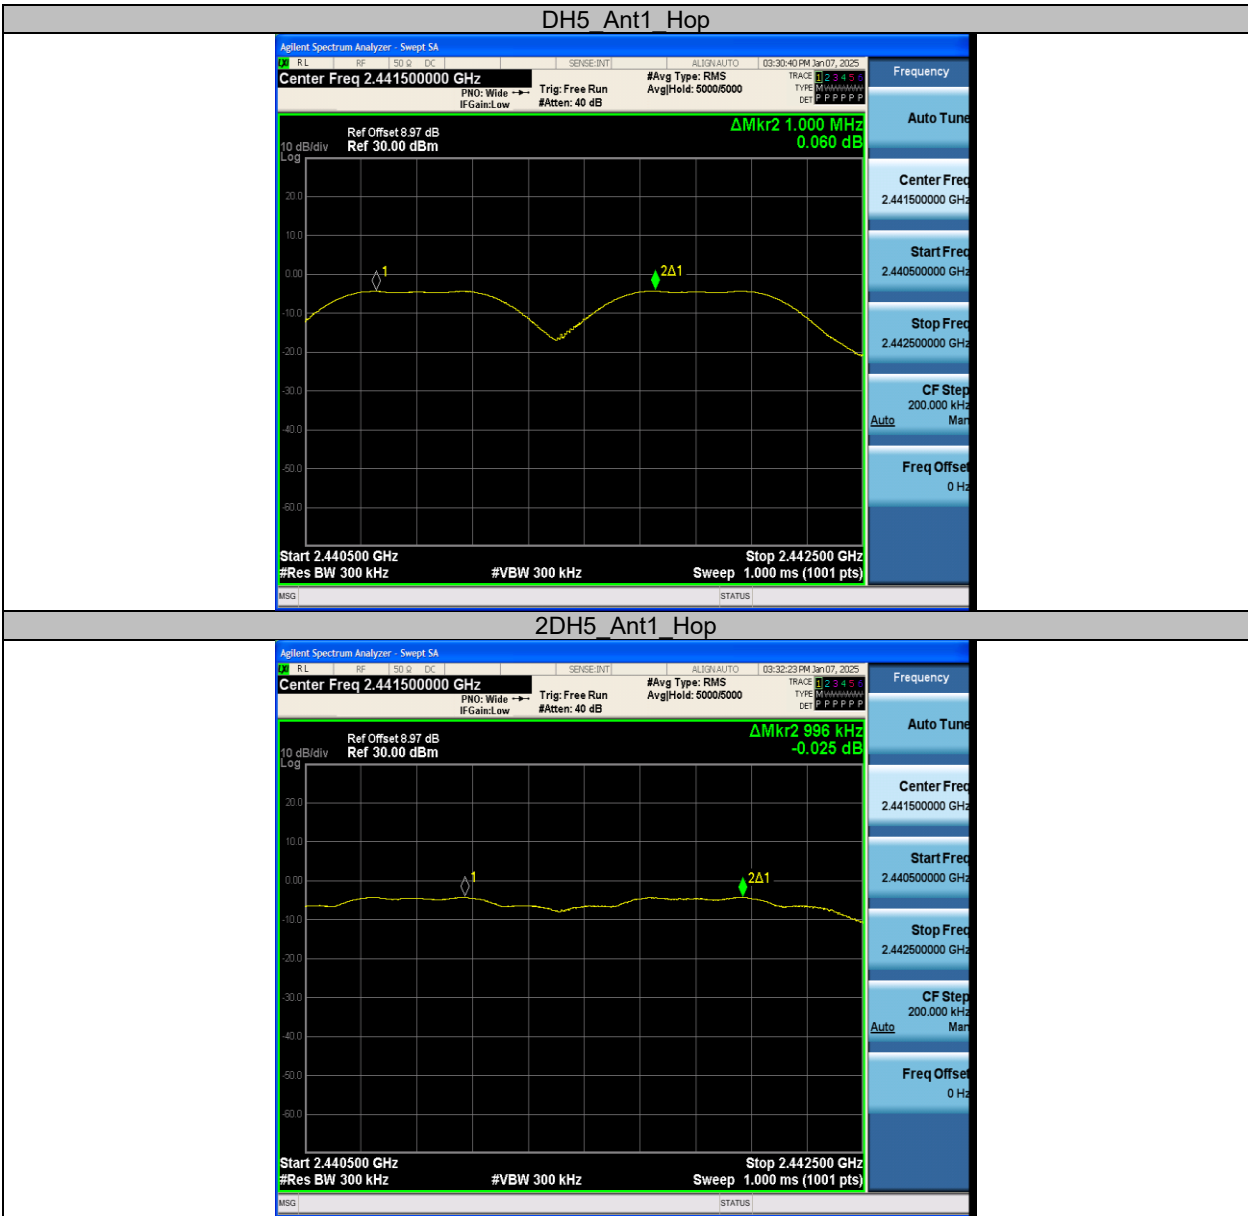 DH5_Ant1_Hop
Agilent Spectrum Analyzer - Swept SA
RL RF 50 Ω DC SENSE:INT ALIGNAUTO 03:30:40 PM Jan 07, 2025
Center Freq 2.441500000 GHz
PNO: Wide
IFGain:Low
Trig: Free Run
#Atten: 40 dB
#Avg Type: RMS
Avg|Hold: 5000/5000
TRACE 1 2 3 4 5 6
TYPE M
DET P P P P P P
Frequency
Auto Tune
Center Freq
2.441500000 GHz
Start Freq
2.440500000 GHz
Stop Freq
2.442500000 GHz
CF Step
200.000 kHz
Auto Man
Freq Offset
0 Hz
ΔMkr2 1.000 MHz
0.060 dB
Ref Offset 8.97 dB
10 dB/div Ref 30.00 dBm
Log
20.0
10.0
0.00
-10.0
-20.0
-30.0
-40.0
-50.0
-60.0
1
2Δ1
Start 2.440500 GHz Stop 2.442500 GHz
#Res BW 300 kHz #VBW 300 kHz Sweep 1.000 ms (1001 pts)
MSG STATUS
2DH5_Ant1_Hop
Agilent Spectrum Analyzer - Swept SA
RL RF 50 Ω DC SENSE:INT ALIGNAUTO 03:32:23 PM Jan 07, 2025
Center Freq 2.441500000 GHz
PNO: Wide
IFGain:Low
Trig: Free Run
#Atten: 40 dB
#Avg Type: RMS
Avg|Hold: 5000/5000
TRACE 1 2 3 4 5 6
TYPE M
DET P P P P P P
Frequency
Auto Tune
Center Freq
2.441500000 GHz
Start Freq
2.440500000 GHz
Stop Freq
2.442500000 GHz
CF Step
200.000 kHz
Auto Man
Freq Offset
0 Hz
ΔMkr2 996 kHz
-0.025 dB
Ref Offset 8.97 dB
10 dB/div Ref 30.00 dBm
Log
20.0
10.0
0.00
-10.0
-20.0
-30.0
-40.0
-50.0
-60.0
1
2Δ1
Start 2.440500 GHz Stop 2.442500 GHz
#Res BW 300 kHz #VBW 300 kHz Sweep 1.000 ms (1001 pts)
MSG STATUS